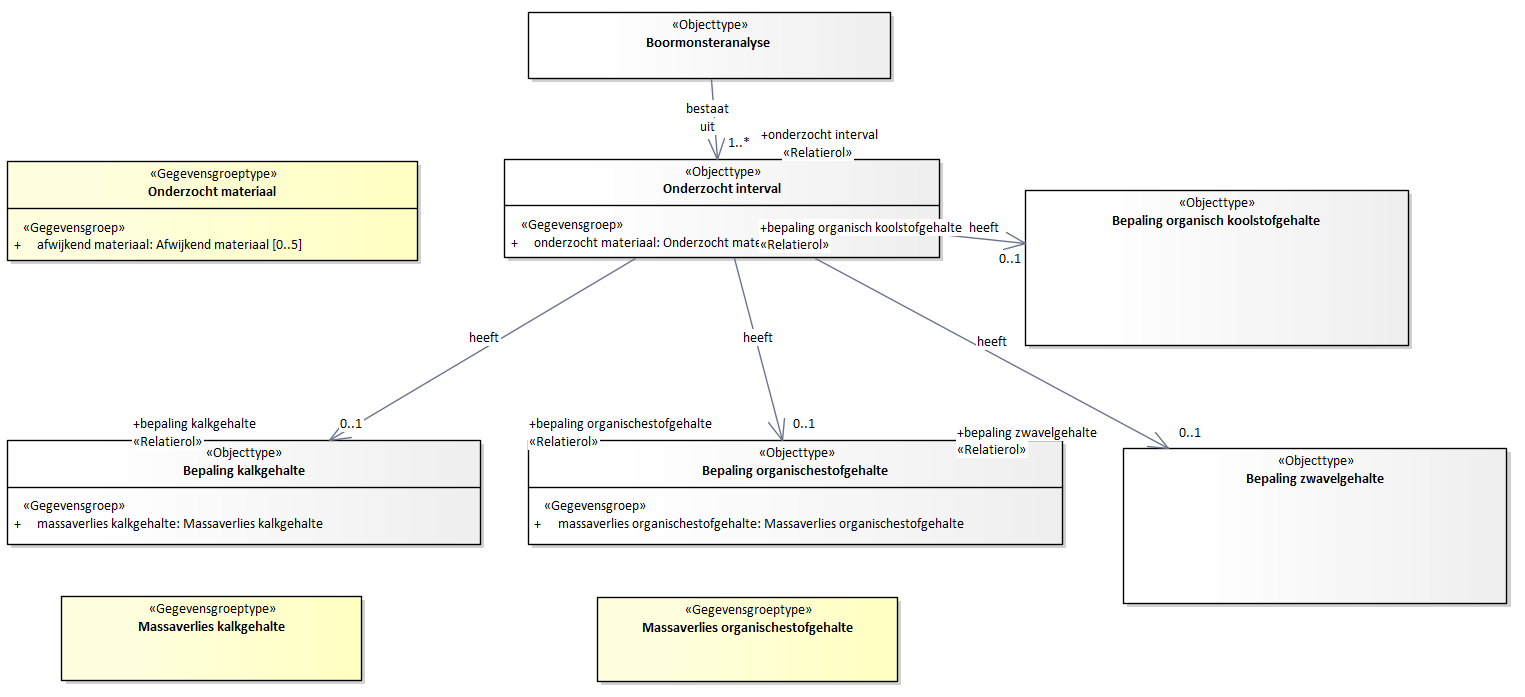 «Objecttype»
Boormonsteranalyse
bestaat
uit
1..*
+onderzocht interval
«Relatierol»
«Gegevensgroeptype»
Onderzocht materiaal
«Gegevensgroep»
+ afwijkend materiaal: Afwijkend materiaal [0..5]
«Objecttype»
Onderzocht interval
«Gegevensgroep»
+ onderzocht materiaal: Onderzocht mat
+bepaling organisch koolstofgehalte heeft
«Relatierol»
0..1
«Objecttype»
Bepaling organisch koolstofgehalte
heeft
heeft
heeft
+bepaling kalkgehalte
«Relatierol»
0..1
«Objecttype»
Bepaling kalkgehalte
«Gegevensgroep»
+ massaverlies kalkgehalte: Massaverlies kalkgehalte
+bepaling organischestofgehalte
«Relatierol»
0..1
«Objecttype»
Bepaling organischestofgehalte
«Gegevensgroep»
+ massaverlies organischestofgehalte: Massaverlies organischestofgehalte
+bepaling zwavelgehalte
«Relatierol»
0..1
«Objecttype»
Bepaling zwavelgehalte
«Gegevensgroeptype»
Massaverlies kalkgehalte
«Gegevensgroeptype»
Massaverlies organischestofgehalte